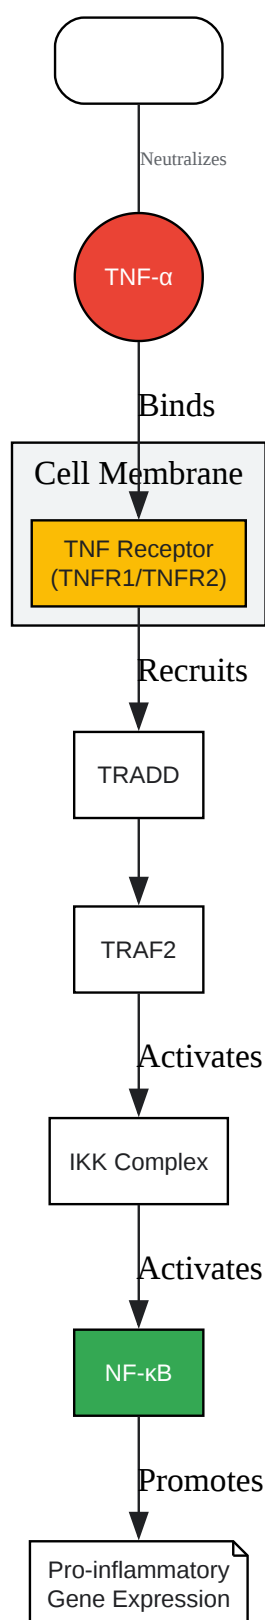 Neutralizes
TNF-α
Binds
Cell Membrane
TNF Receptor
(TNFR1/TNFR2)
Recruits
TRADD
TRAF2
Activates
IKK Complex
Activates
NF-κB
Promotes
Pro-inflammatory
Gene Expression